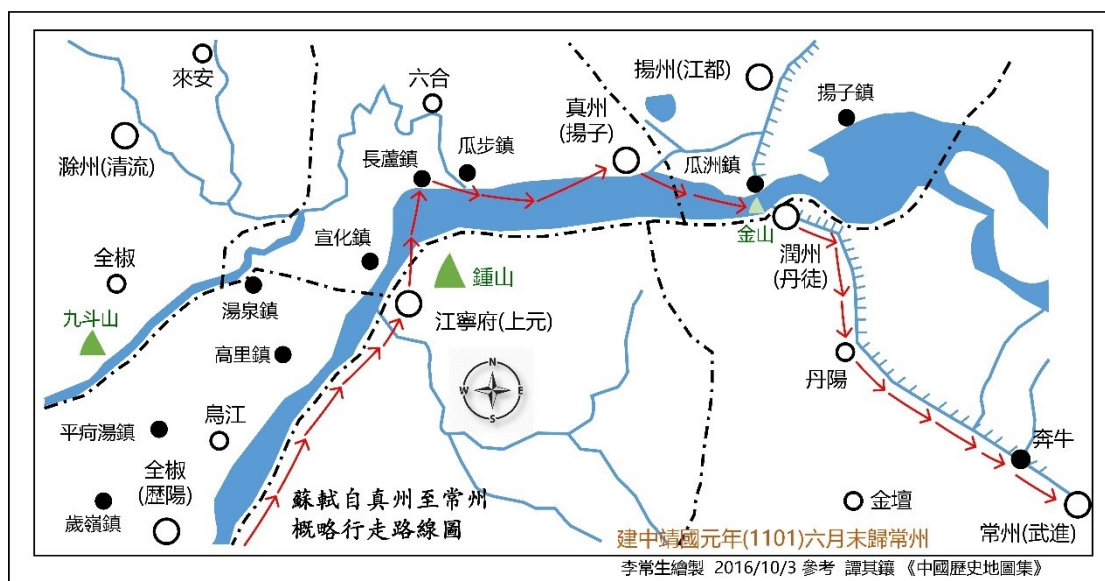 來安
六合
揚州(江都)
真州
(揚子)
揚子鎮
滁州(清流)
長蘆鎮
瓜步鎮
瓜洲鎮
金山
潤州
(丹徒)
宣化鎮
全椒
湯泉鎮
鍾山
江寧府(上元)
九斗山
高里鎮
N
W
E
S
丹陽
烏江
平疴湯鎮
全椒
(歷陽)
奔牛
歲嶺鎮
蘇軾自真州至常州
概略行走路線圖
金壇
常州(武進)
建中靖國元年(1101)六月末歸常州
李常生繪製 2016/10/3 參考 譚其鑲 《中國歷史地圖集》